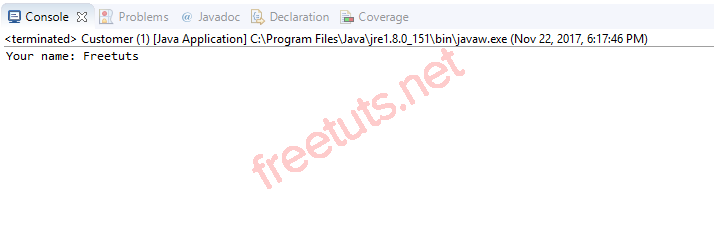 Console Problems @ Javadoc Declaration Coverage
<terminated> Customer (1) [Java Application] C:\Program Files\Java\jre1.8.0_151\bin\javaw.exe (Nov 22, 2017, 6:17:46 PM)
Your name: Freetuts
freetuts.net